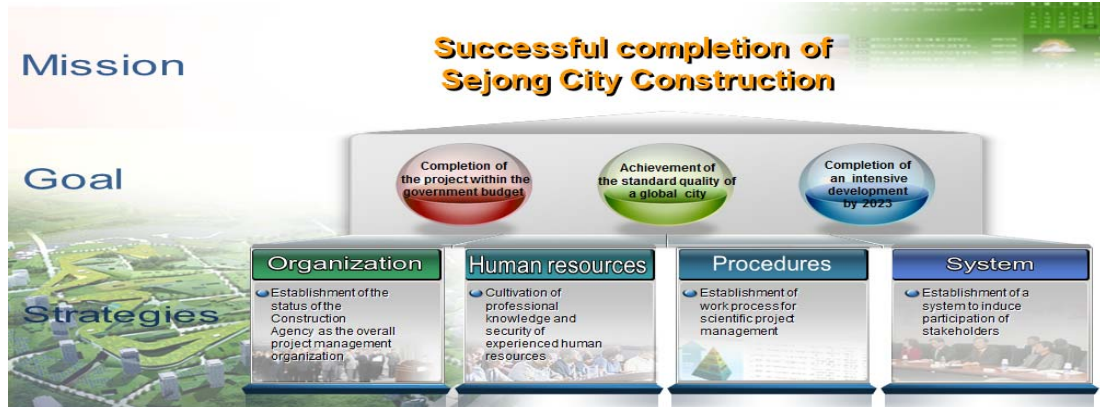 Mission
Successful completion of
Sejong City Construction
Goal
Completion of
the project within the
government budget
Achievement of
the standard quality of
a global city
Completion of
an intensive
development
by 2023
Strategies
Organization
Establishment of the
status of the
Construction
Agency as the overall
project management
organization
Human resources
Cultivation of
professional
knowledge and
security of
experienced human
resources
Procedures
Establishment of
work process for
scientific project
management
System
Establishment of a
system to induce
participation of
stakeholders